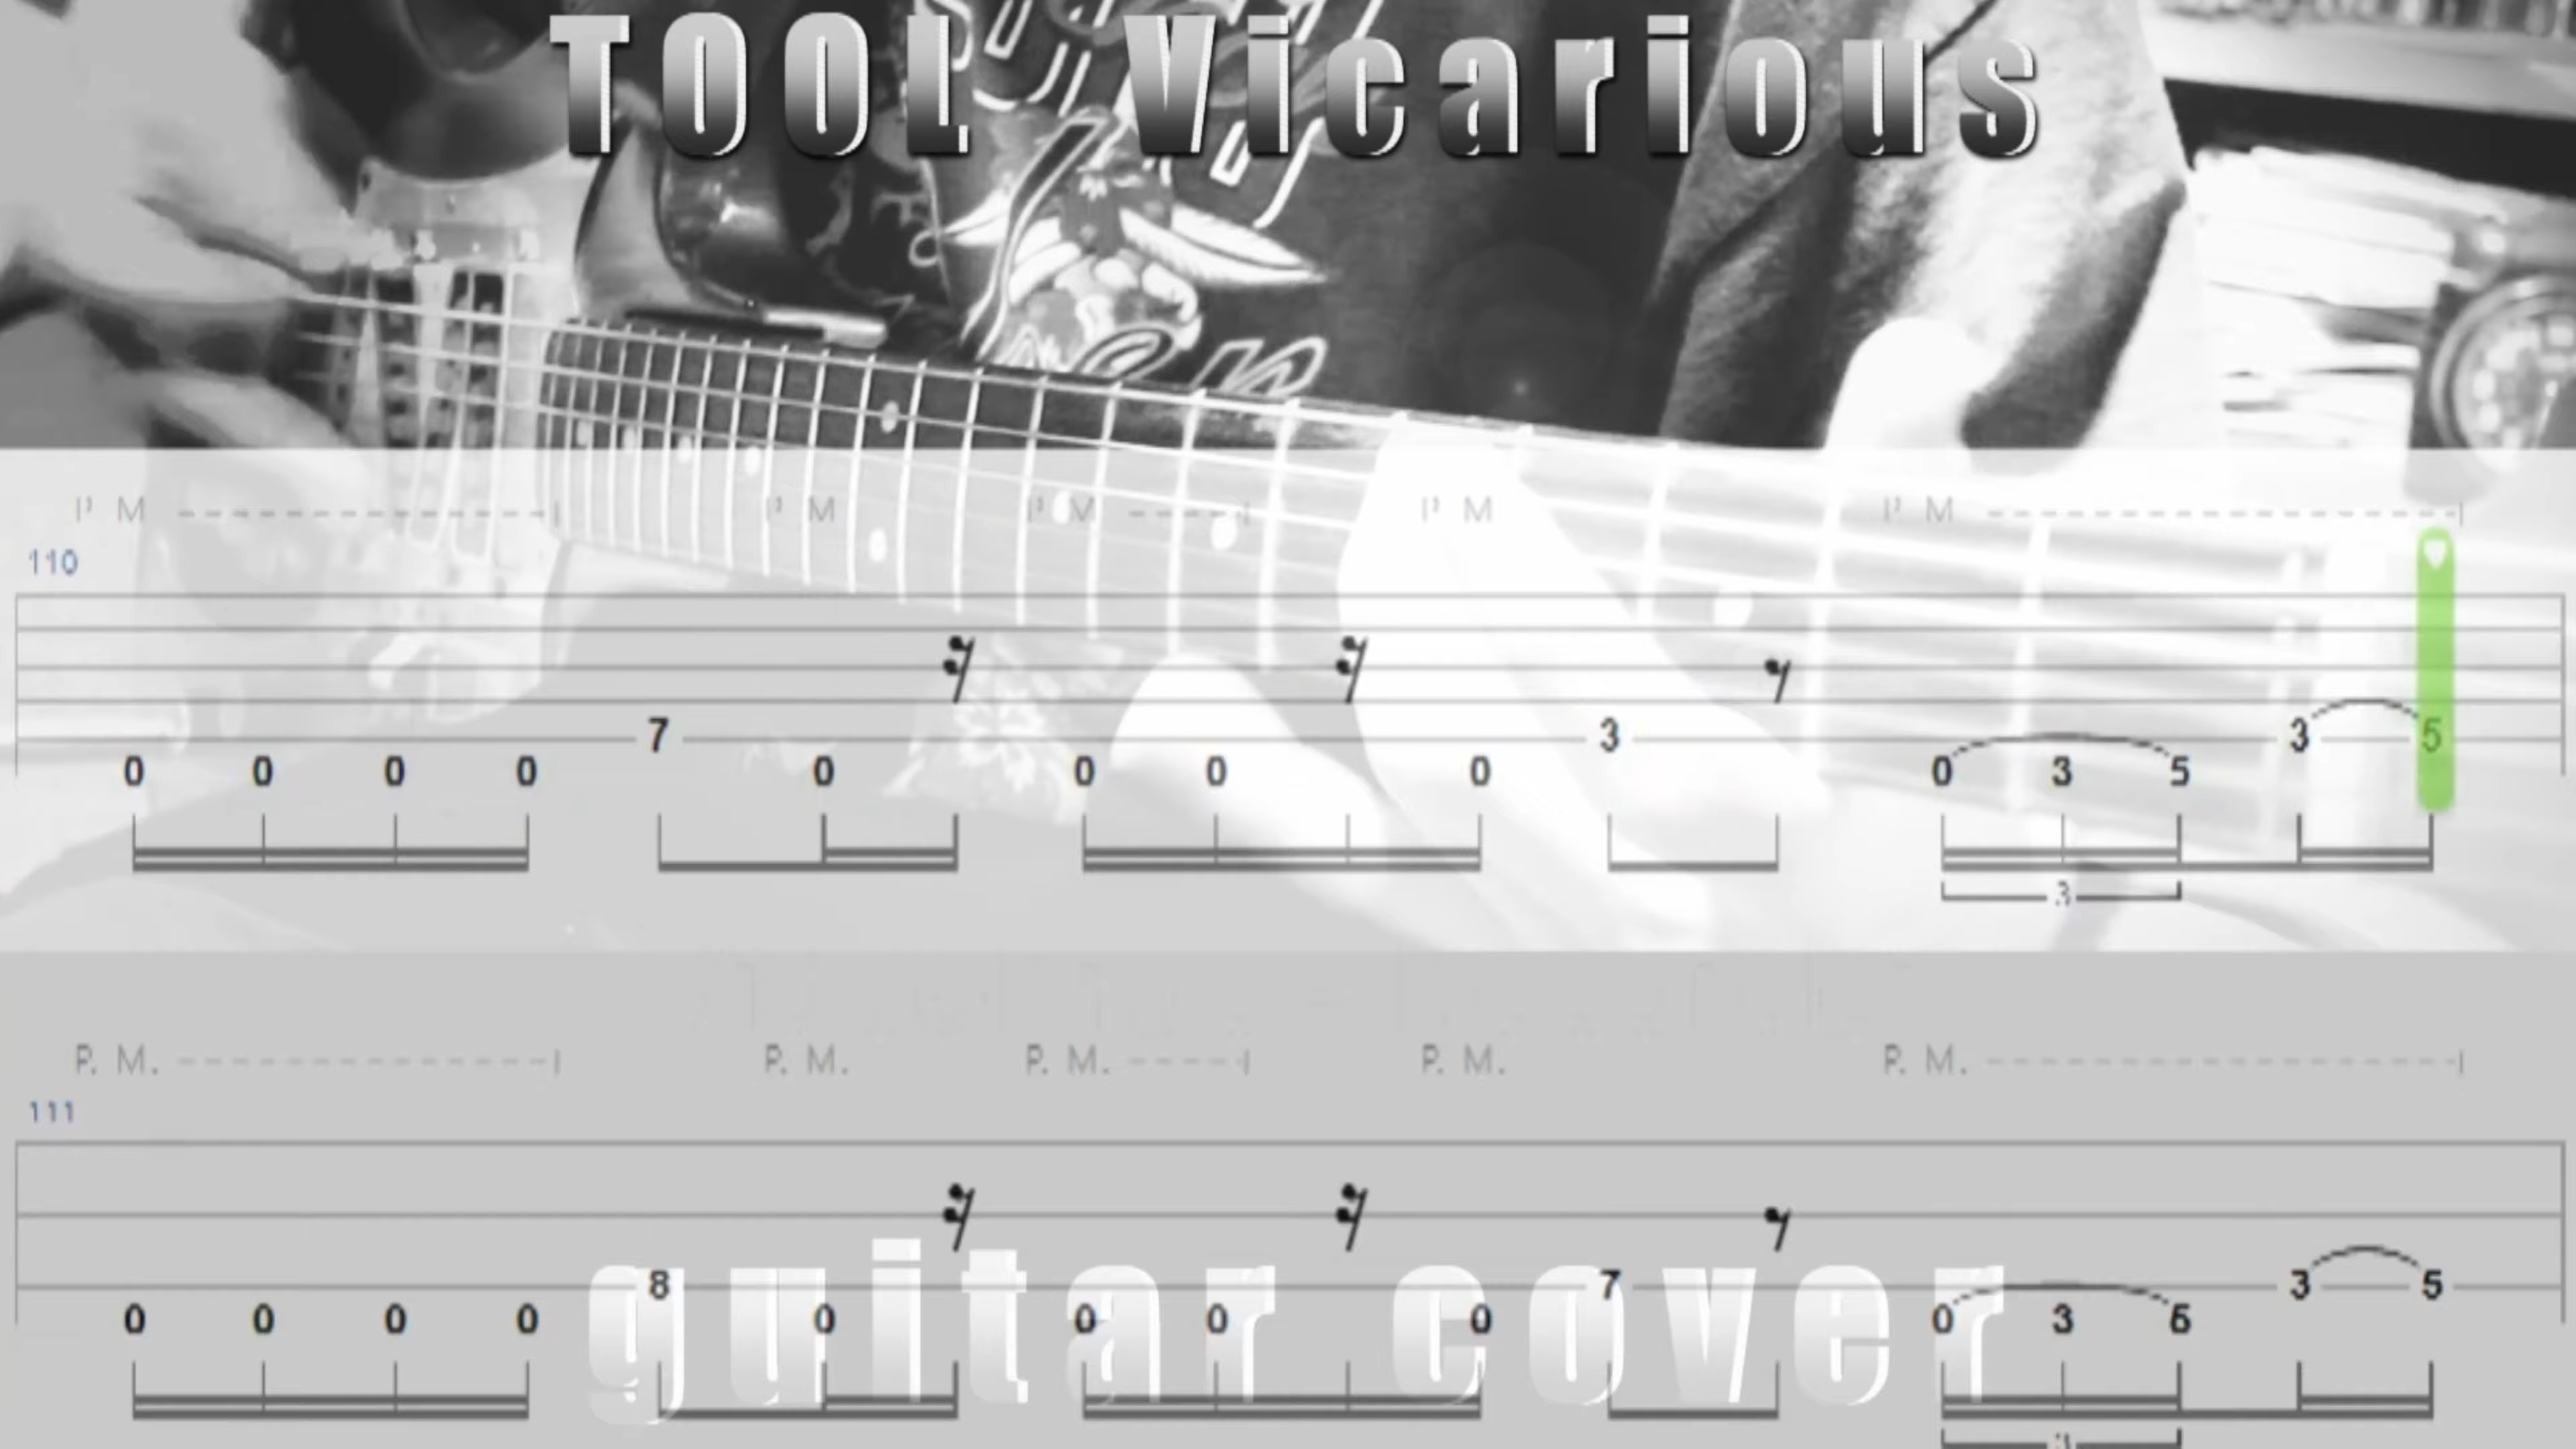 TOOL Vicarious
P M P M P M P M P M
110
7 3 3 5
0 0 0 0 0 0 0 0 0 3 5
3
P. M. P. M. P. M. P. M. P. M.
111
8 7 3 5
0 0 0 0 0 0 0 0 0 3
guitar cover